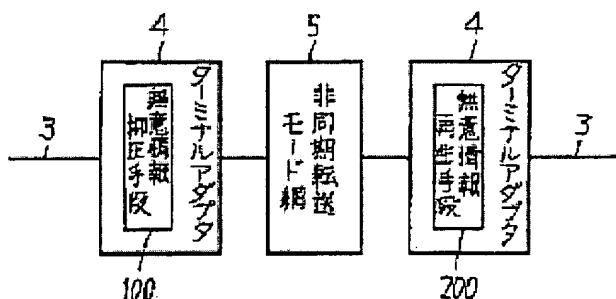 4
5
4
3
ターミナルアダプタ
無意情報
抑圧手段
非同期転送
モード網
ターミナルアダプタ
無意情報
再生手段
3
100
200